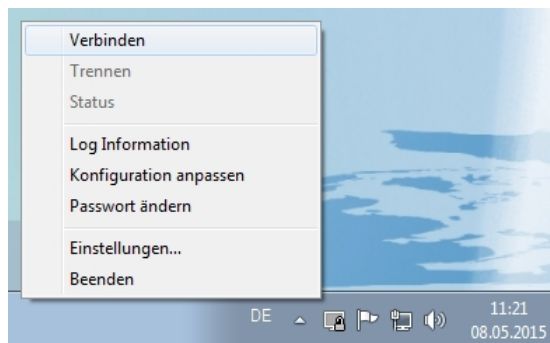 Verbinden
Trennen
Status
Log Information
Konfiguration anpassen
Passwort ändern
Einstellungen...
Beenden
DE
11:21
08.05.2015